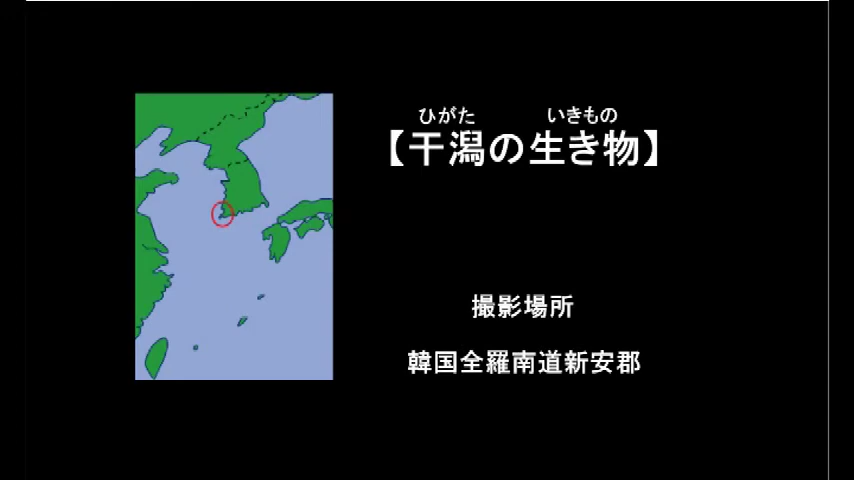 ひがた いきもの
【干潟の生き物】
撮影場所
韓国全羅南道新安郡